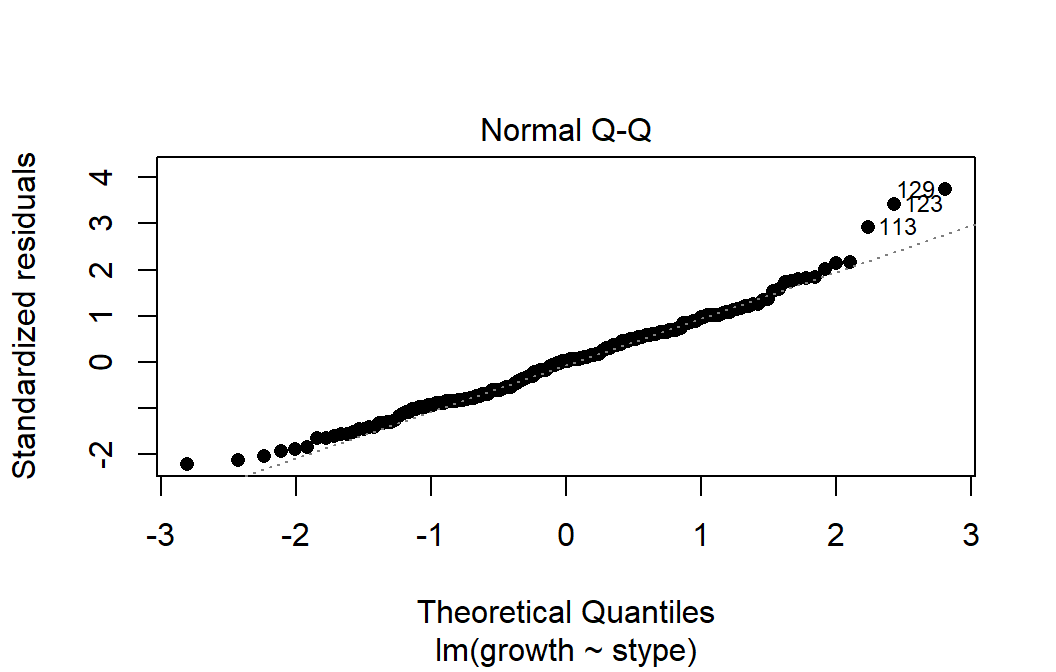 Normal Q-Q
Standardized residuals
4
3
2
1
0
-2
129
123
113
-3 -2 -1 0 1 2 3
Theoretical Quantiles
lm(growth ~ stype)